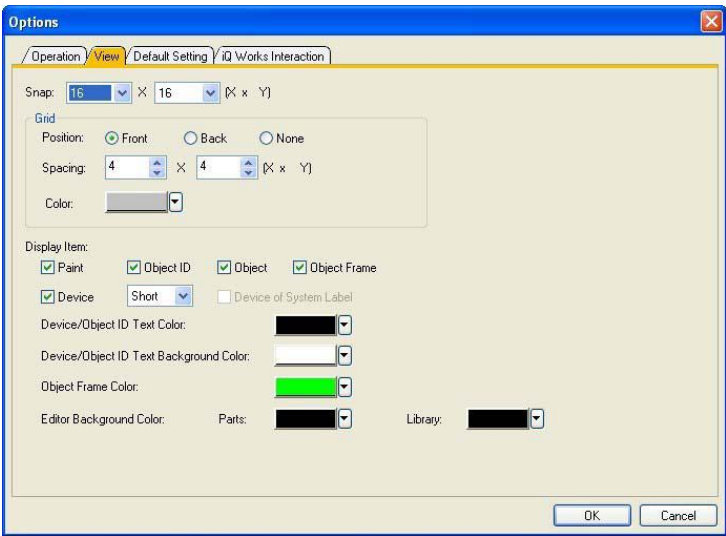 Options
Operation View Default Setting iQ Works Interaction
Snap: 16 X 16 (X x Y)
Grid
Position: Front Back None
Spacing: 4 X 4 (X x Y)
Color:
Display Item:
Paint Object ID Object Object Frame
Device Short Device of System Label
Device/Object ID Text Color:
Device/Object ID Text Background Color:
Object Frame Color:
Editor Background Color: Parts: Library:
OK Cancel